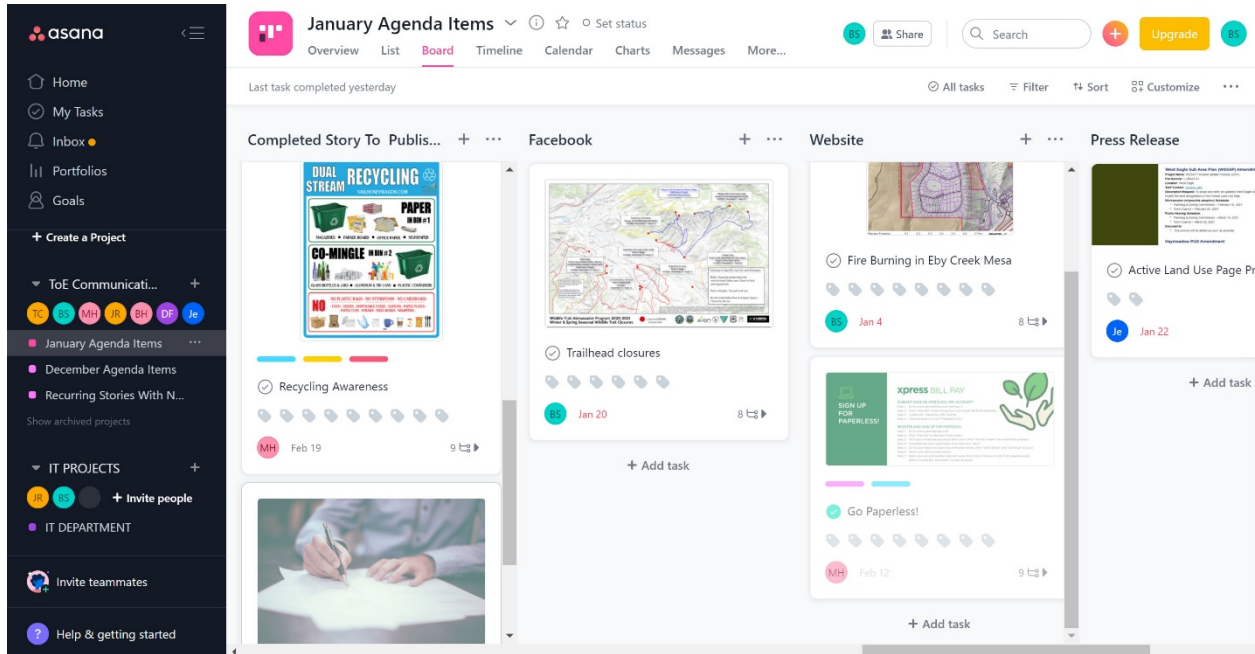 asana
Home
My Tasks
Inbox
Portfolios
Goals
+ Create a Project
ToE Communicati... +
TC BS MH JR BH DF Je
January Agenda Items ...
December Agenda Items
Recurring Stories With N...
Show archived projects
IT PROJECTS +
JR BS + Invite people
IT DEPARTMENT
Invite teammates
? Help & getting started
January Agenda Items
Set status
Overview List Board Timeline Calendar Charts Messages More...
BS Share Search + Upgrade BS
Last task completed yesterday
All tasks Filter Sort Customize ...
Completed Story To Publis... + ...
DUAL STREAM RECYCLING
PAPER
IN BIN #1
CO-MINGLE IN BIN #2
NO
Recycling Awareness
MH Feb 19 9
Facebook + ...
Trailhead closures
BS Jan 20 8
+ Add task
Website + ...
Fire Burning in Eby Creek Mesa
BS Jan 4 8
SIGN UP
FOR
PAPERLESS!
xpress BILL PAY
Go Paperless!
MH Feb 12 9
+ Add task
Press Release
Haymeadow PUD Amendment
Active Land Use Page Pr
Je Jan 22
+ Add task